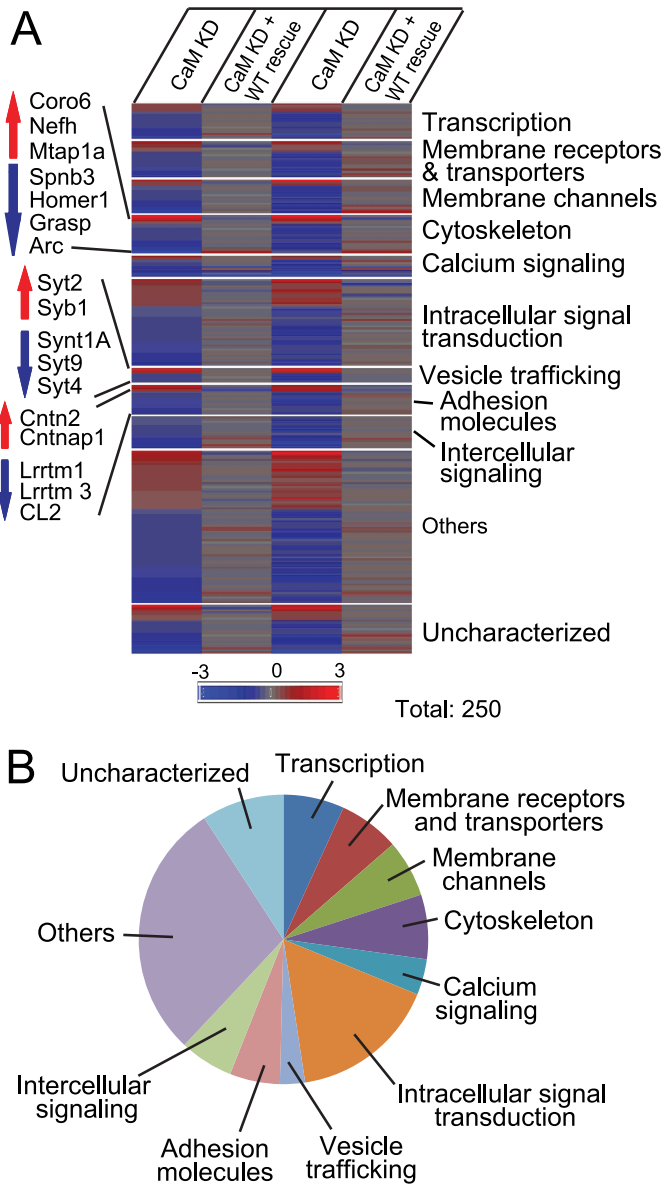 A
CaM KD
CaM KD +
WT rescue
CaM KD
CaM KD +
WT rescue
Coro6
Nefh
Mtap1a
Spnb3
Homer1
Grasp
Arc
Syt2
Syb1
Synt1A
Syt9
Syt4
Cntn2
Cntnap1
Lrrtm1
Lrrtm 3
CL2
Transcription
Membrane receptors
& transporters
Membrane channels
Cytoskeleton
Calcium signaling
Intracellular signal
transduction
Vesicle trafficking
Adhesion
molecules
Intercellular
signaling
Others
Uncharacterized
-3 0 3
Total: 250
B
Uncharacterized
Transcription
Membrane receptors
and transporters
Membrane
channels
Cytoskeleton
Calcium
signaling
Intracellular signal
transduction
Vesicle
trafficking
Adhesion
molecules
Intercellular
signaling
Others